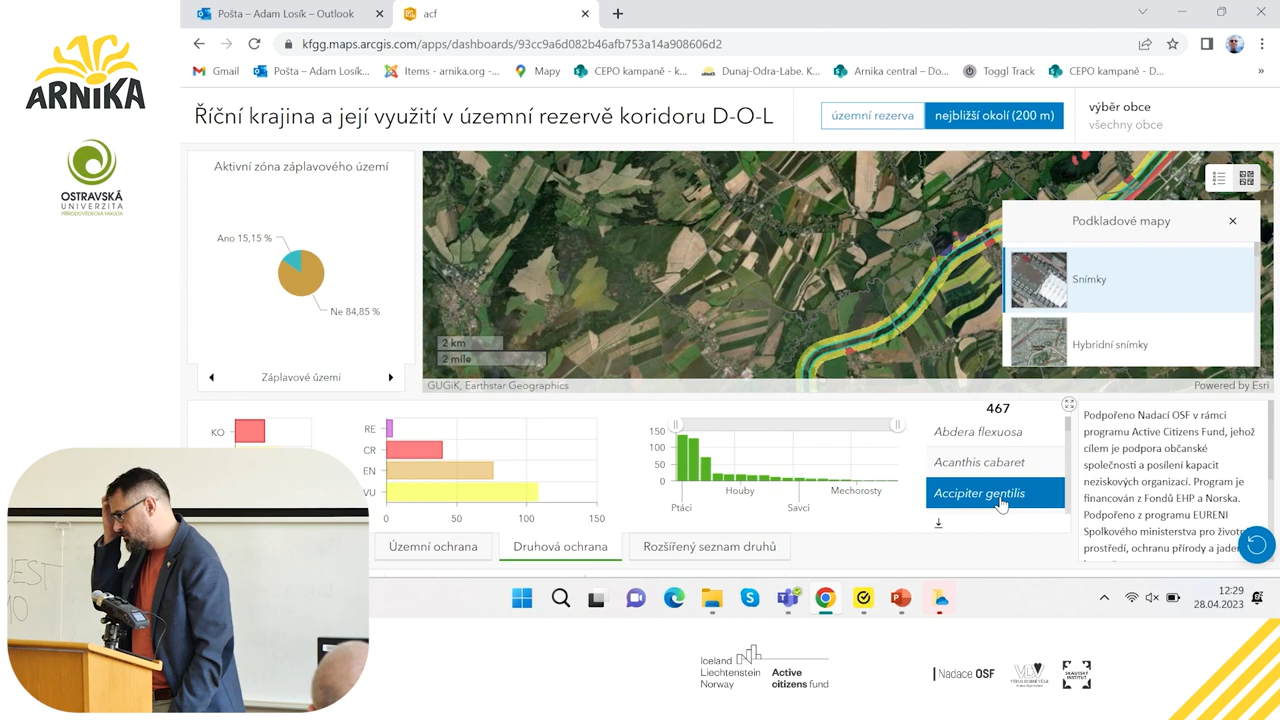 ARNIKA
OSTRAVSKÁ
UNIVERZITA
PŘÍRODOVĚDECKÁ FAKULTA
Pošta – Adam Losík – Outlook
acf
kfgg.maps.arcgis.com/apps/dashboards/93cc9a6d082b46afb753a14a908606d2
Gmail
Pošta – Adam Losík...
Items - arnika.org -...
Mapy
CEPO kampaně - k...
Dunaj-Odra-Labe. K...
Arnika central – Do...
Toggl Track
CEPO kampaně - D...
»
Říční krajina a její využití v územní rezervě koridoru D-O-L
územní rezerva
nejbližší okolí (200 m)
výběr obce
všechny obce
Aktivní zóna záplavového území
Ano 15,15 %
Ne 84,85 %
Záplavové území
2 km
2 míle
GUGiK, Earthstar Geographics
Powered by Esri
Podkladové mapy
Snímky
Hybridní snímky
KO
RE
CR
EN
VU
0
50
100
150
150
100
50
0
Houby
Mechorosty
Ptáci
Savci
467
Abdera flexuosa
Acanthis cabaret
Accipiter gentilis
Podpořeno Nadací OSF v rámci
programu Active Citizens Fund, jehož
cílem je podpora občanské
společnosti a posílení kapacit
neziskových organizací. Program je
financován z Fondů EHP a Norska.
Podpořeno z programu EURENI
Spolkového ministerstva pro životn
prostředí, ochranu přírody a jader
Územní ochrana
Druhová ochrana
Rozšířený seznam druhů
12:29
28.04.2023
Iceland
Liechtenstein
Norway
Active
citizens fund
Nadace OSF
SKAUTSKÝ
INSTITUT